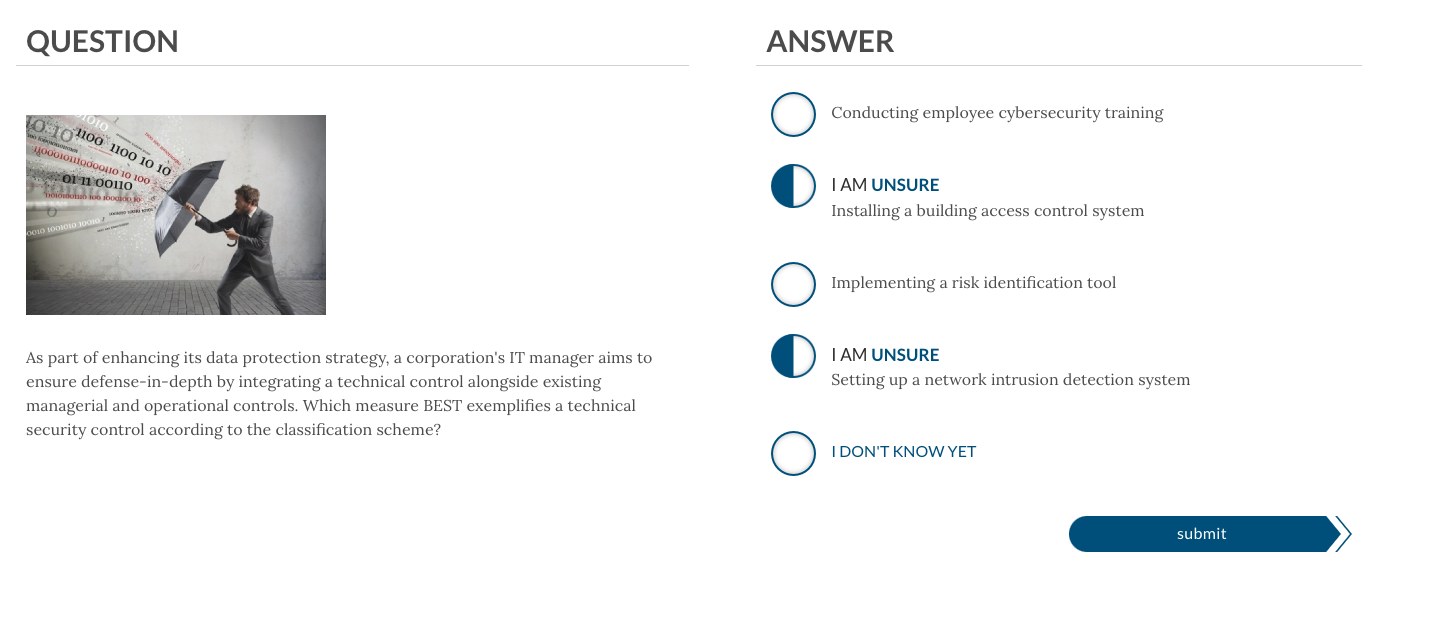 QUESTION
As part of enhancing its data protection strategy, a corporation's IT manager aims to
ensure defense-in-depth by integrating a technical control alongside existing
managerial and operational controls. Which measure BEST exemplifies a technical
security control according to the classification scheme?
ANSWER
Conducting employee cybersecurity training
I AM UNSURE
Installing a building access control system
Implementing a risk identification tool
I AM UNSURE
Setting up a network intrusion detection system
I DON'T KNOW YET
submit